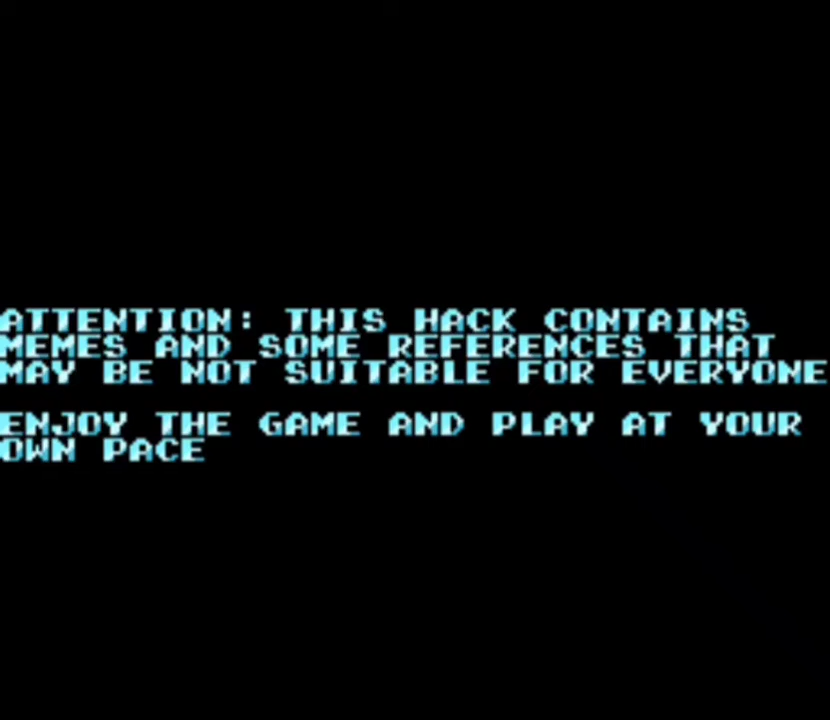 ATTENTION: THIS HACK CONTAINS
MEMES AND SOME REFERENCES THAT
MAY BE NOT SUITABLE FOR EVERYONE
ENJOY THE GAME AND PLAY AT YOUR
OWN PACE